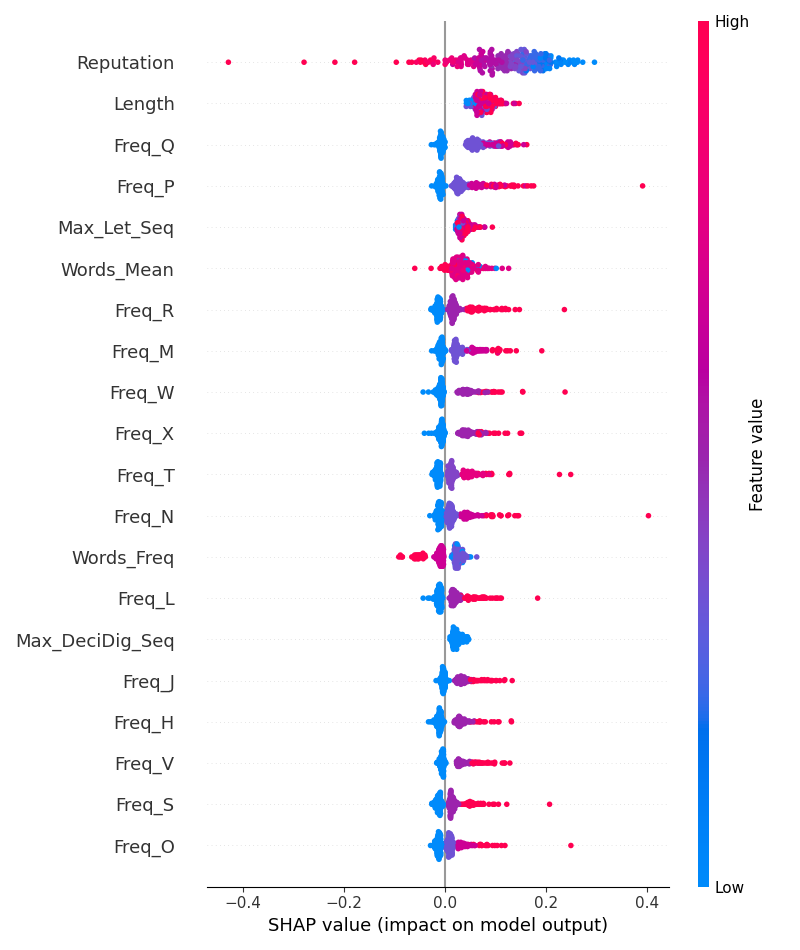 High
Reputation
Length
Freq_Q
Freq_P
Max_Let_Seq
Words_Mean
Freq_R
Freq_M
Freq_W
Freq_X
Freq_T
Freq_N
Words_Freq
Freq_L
Max_DeciDig_Seq
Freq_J
Freq_H
Freq_V
Freq_S
Freq_O
Feature value
Low
−0.4 −0.2 0.0 0.2 0.4
SHAP value (impact on model output)